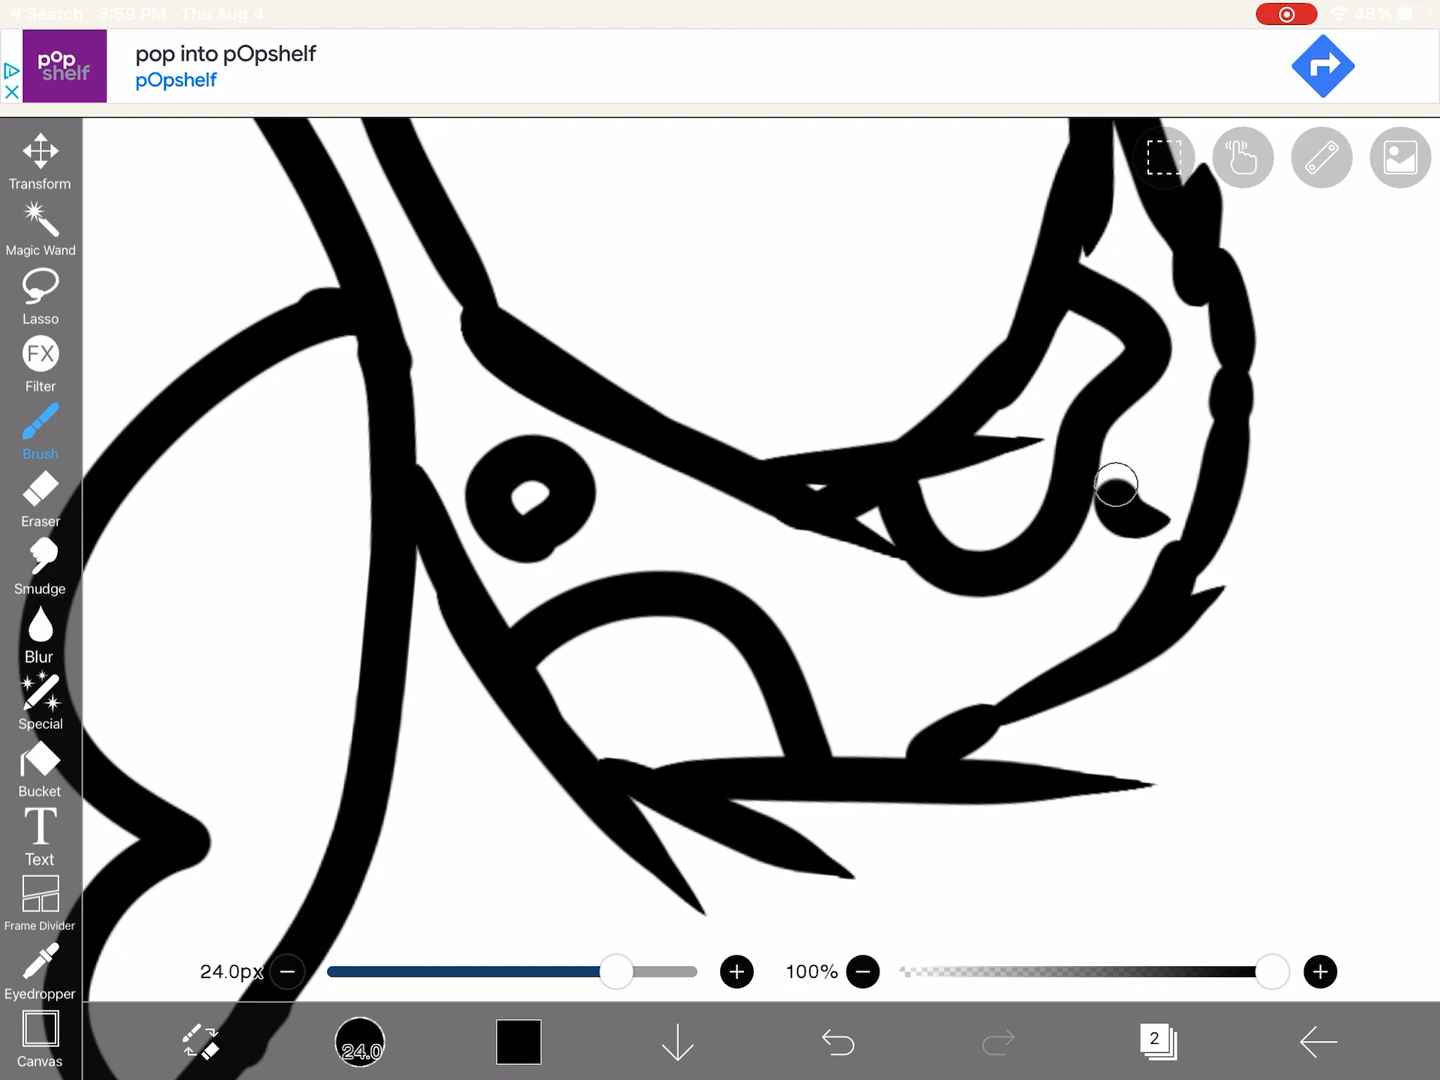 Search 3:59 PM Thu Aug 4 48%
pop shelf
pop into pOpshelf
pOpshelf
Transform
Magic Wand
Lasso
FX
Filter
Brush
Eraser
Smudge
Blur
Special
Bucket
T
Text
Frame Divider
Eyedropper
Canvas
24.0px
100%
24.0
2